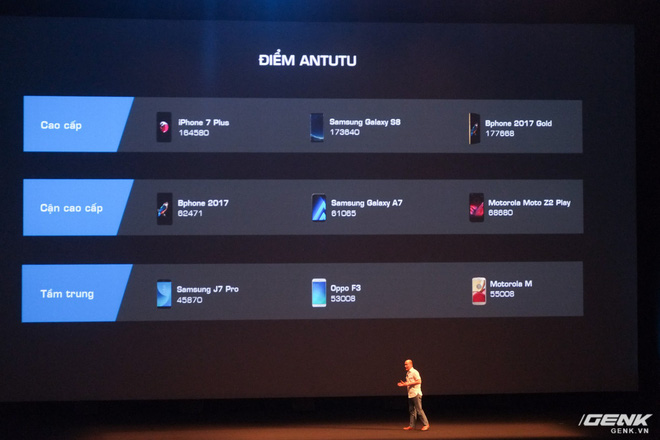 ĐIỂM ANTUTU
Cao cấp
iPhone 7 Plus
164580
Samsung Galaxy S8
173640
Bphone 2017 Gold
177668
Cận cao cấp
Bphone 2017
62471
Samsung Galaxy A7
61065
Motorola Moto Z2 Play
68680
Tầm trung
Samsung J7 Pro
45870
Oppo F3
53008
Motorola M
55008
GENK
GENK.VN